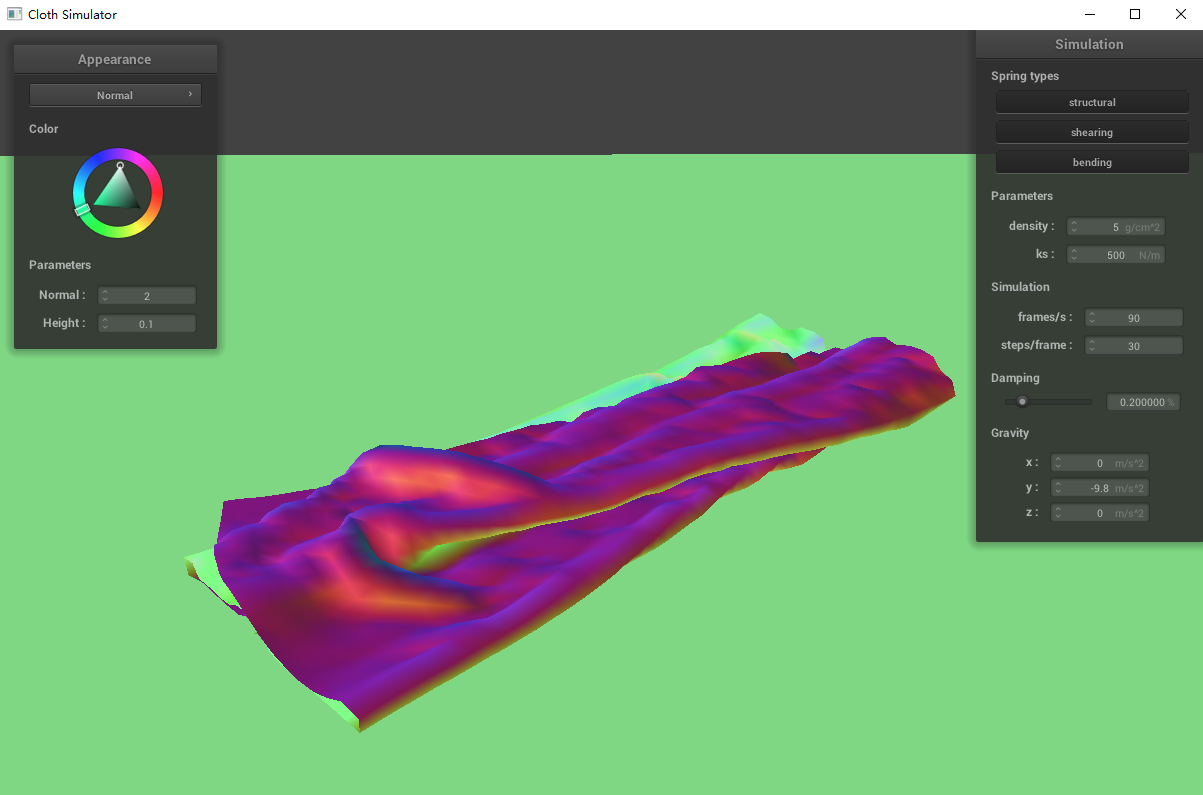 Cloth Simulator
Appearance
Normal
Color
Parameters
Normal : 2
Height : 0.1
Simulation
Spring types
structural
shearing
bending
Parameters
density : 5 g/cm^2
ks : 500 N/m
Simulation
frames/s : 90
steps/frame : 30
Damping
0.200000 %
Gravity
x : 0 m/s^2
y : -9.8 m/s^2
z : 0 m/s^2